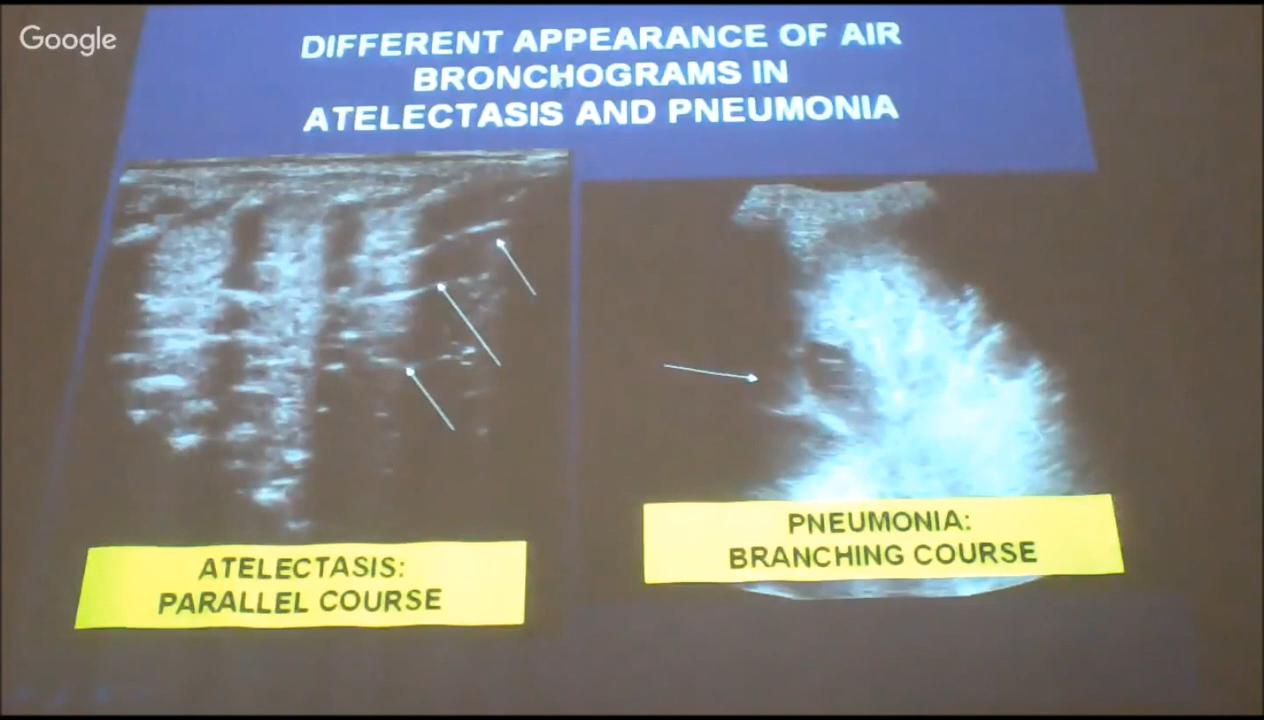 Google
DIFFERENT APPEARANCE OF AIR
BRONCHOGRAMS IN
ATELECTASIS AND PNEUMONIA
ATELECTASIS:
PARALLEL COURSE
PNEUMONIA:
BRANCHING COURSE